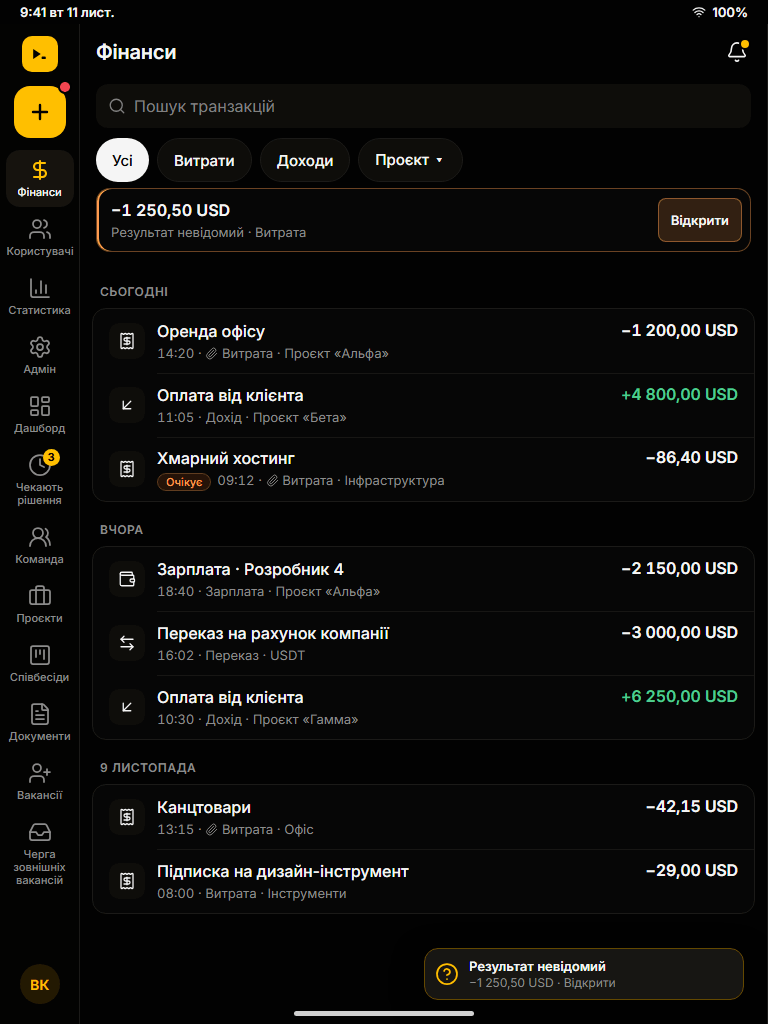 9:41 вт 11 лист.
100%
Фінанси
Пошук транзакцій
Усі
Витрати
Доходи
Проєкт
−1 250,50 USD
Результат невідомий · Витрата
Відкрити
Фінанси
Користувачі
Статистика
Адмін
Дашборд
3
Чекають
рішення
Команда
Проєкти
Співбесіди
Документи
Вакансії
Черга
зовнішніх
вакансій
ВК
СЬОГОДНІ
Оренда офісу
−1 200,00 USD
14:20 · Витрата · Проєкт «Альфа»
Оплата від клієнта
+4 800,00 USD
11:05 · Дохід · Проєкт «Бета»
Хмарний хостинг
−86,40 USD
Очікує 09:12 · Витрата · Інфраструктура
ВЧОРА
Зарплата · Розробник 4
−2 150,00 USD
18:40 · Зарплата · Проєкт «Альфа»
Переказ на рахунок компанії
−3 000,00 USD
16:02 · Переказ · USDT
Оплата від клієнта
+6 250,00 USD
10:30 · Дохід · Проєкт «Гамма»
9 ЛИСТОПАДА
Канцтовари
−42,15 USD
13:15 · Витрата · Офіс
Підписка на дизайн-інструмент
−29,00 USD
08:00 · Витрата · Інструменти
Результат невідомий
−1 250,50 USD · Відкрити